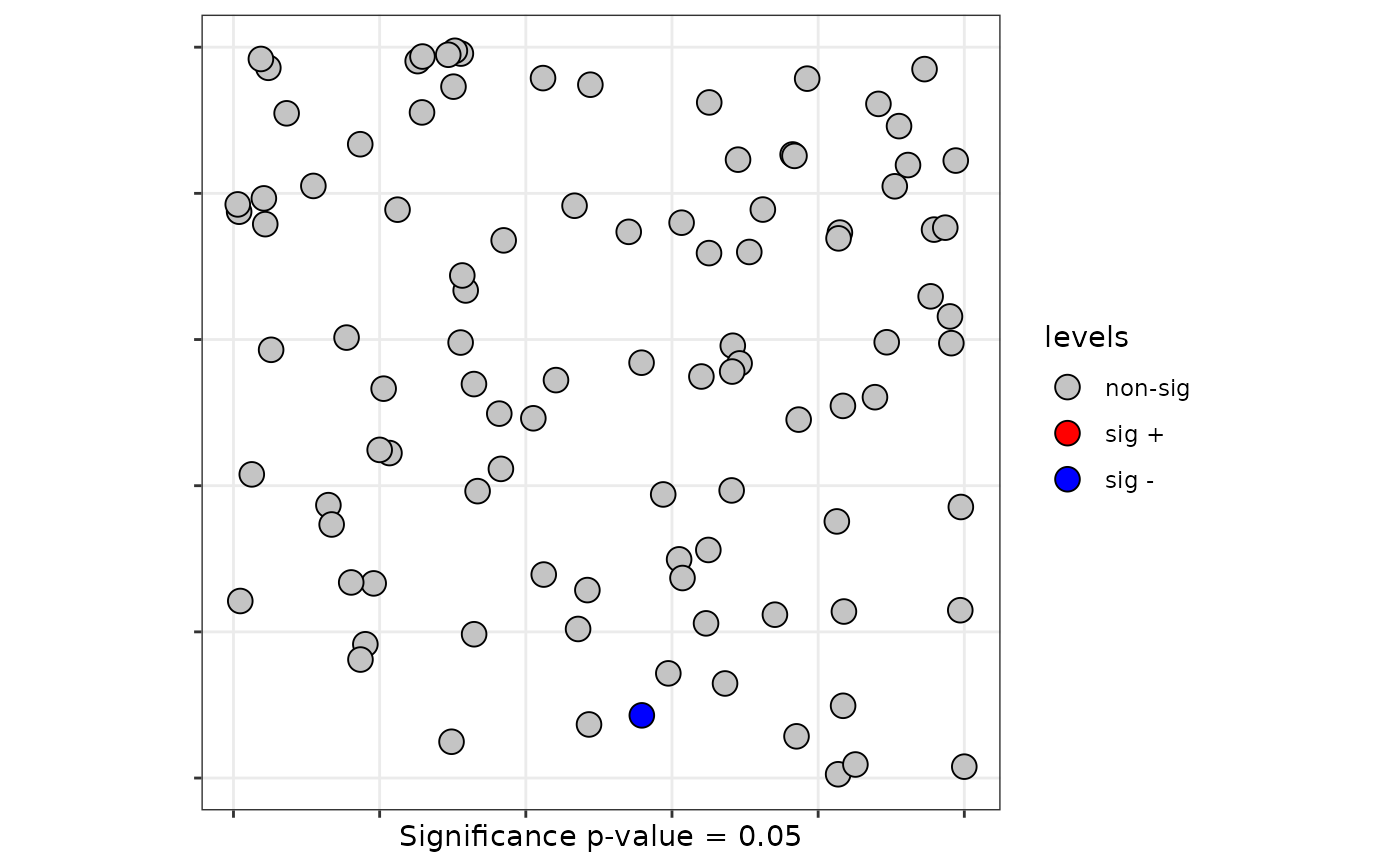 levels
non-sig
sig +
sig -
Significance p-value = 0.05